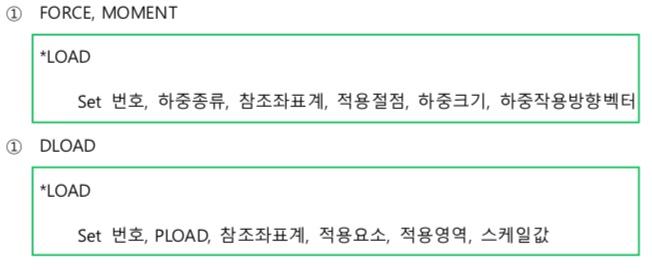 ① FORCE, MOMENT
*LOAD
Set 번호, 하중종류, 참조좌표계, 적용절점, 하중크기, 하중작용방향벡터
① DLOAD
*LOAD
Set 번호, PLOAD, 참조좌표계, 적용요소, 적용영역, 스케일값